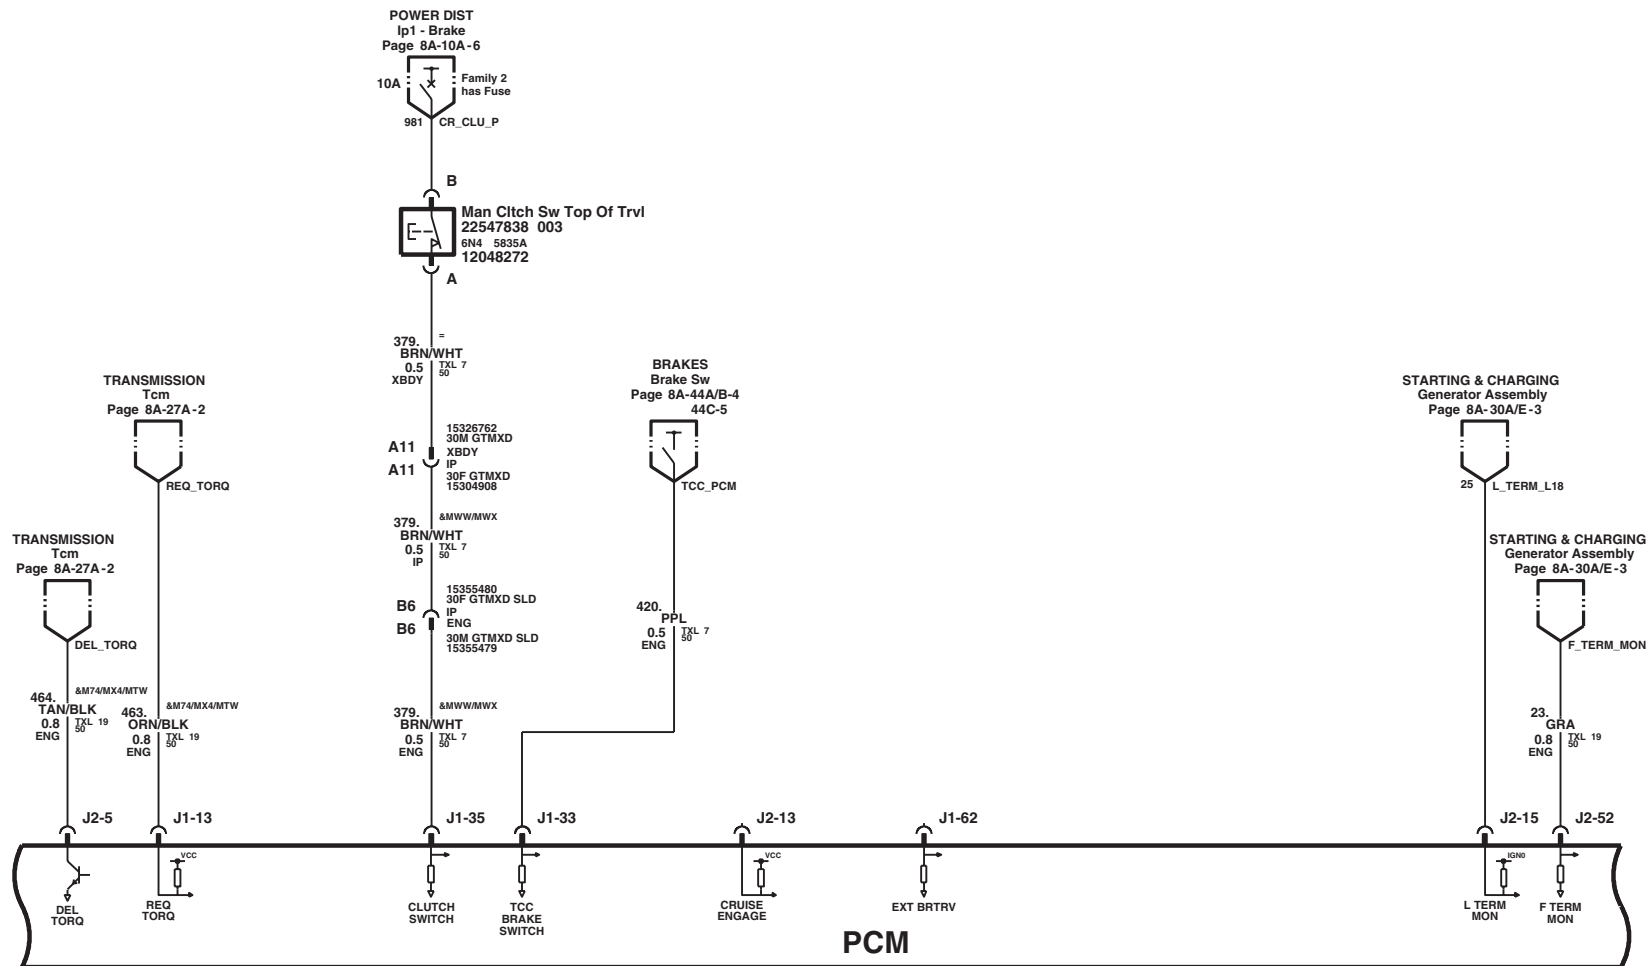 POWER DIST
Ip1 - Brake
Page 8A-10A-6
10A
Family 2
has Fuse
981
CR_CLU_P
B
Man Cltch Sw Top Of Trvl
22547838 003
6N4 5835A
12048272
A
379.
=
BRN/WHT
0.5
TXL 7
50
XBDY
A11
A11
15326762
30M GTMXD
XBDY
IP
30F GTMXD
15304908
379.
&MWW/MWX
BRN/WHT
0.5
TXL 7
50
IP
B6
B6
15355480
30F GTMXD SLD
IP
ENG
30M GTMXD SLD
15355479
379.
&MWW/MWX
BRN/WHT
0.5
TXL 7
50
ENG
TRANSMISSION
Tcm
Page 8A-27A-2
REQ_TORQ
463.
&M74/MX4/MTW
ORN/BLK
0.8
TXL 19
50
ENG
TRANSMISSION
Tcm
Page 8A-27A-2
DEL_TORQ
464.
&M74/MX4/MTW
TAN/BLK
0.8
TXL 19
50
ENG
BRAKES
Brake Sw
Page 8A-44A/B-4
44C-5
TCC_PCM
420.
PPL
0.5
TXL 7
50
ENG
STARTING & CHARGING
Generator Assembly
Page 8A-30A/E-3
25
L_TERM_L18
STARTING & CHARGING
Generator Assembly
Page 8A-30A/E-3
F_TERM_MON
23.
GRA
0.8
TXL 19
50
ENG
J2-5
J1-13
J1-35
J1-33
J2-13
J1-62
J2-15
J2-52
VCC
VCC
IGN0
DEL
TORQ
REQ
TORQ
CLUTCH
SWITCH
TCC
BRAKE
SWITCH
CRUISE
ENGAGE
EXT BRTRV
L TERM
MON
F TERM
MON
PCM